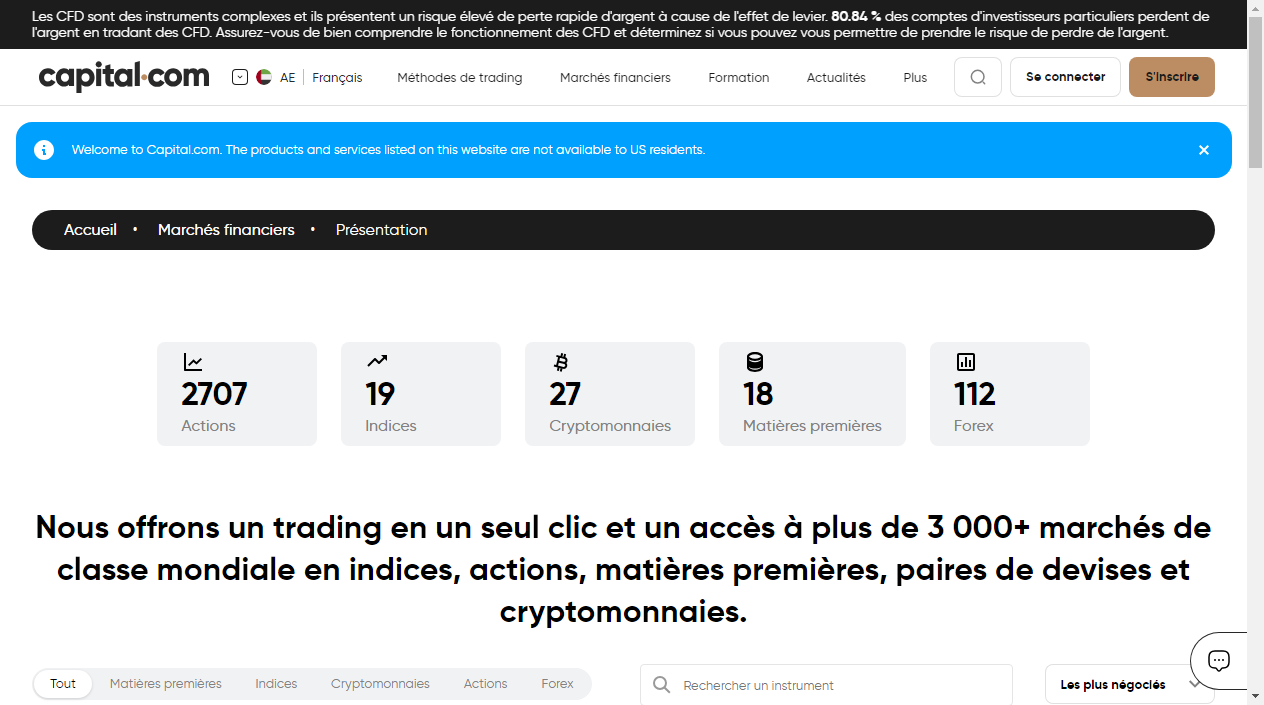 Les CFD sont des instruments complexes et ils présentent un risque élevé de perte rapide d'argent à cause de l'effet de levier. 80.84 % des comptes d'investisseurs particuliers perdent de
l'argent en tradant des CFD. Assurez-vous de bien comprendre le fonctionnement des CFD et déterminez si vous pouvez vous permettre de prendre le risque de perdre de l'argent.
capital.com AE Français Méthodes de trading Marchés financiers Formation Actualités Plus Se connecter S'inscrire
Welcome to Capital.com. The products and services listed on this website are not available to US residents.
Accueil • Marchés financiers • Présentation
2707 19 27 18 112
Actions Indices Cryptomonnaies Matières premières Forex
Nous offrons un trading en un seul clic et un accès à plus de 3 000+ marchés de
classe mondiale en indices, actions, matières premières, paires de devises et
cryptomonnaies.
Tout Matières premières Indices Cryptomonnaies Actions Forex Rechercher un instrument Les plus négociés